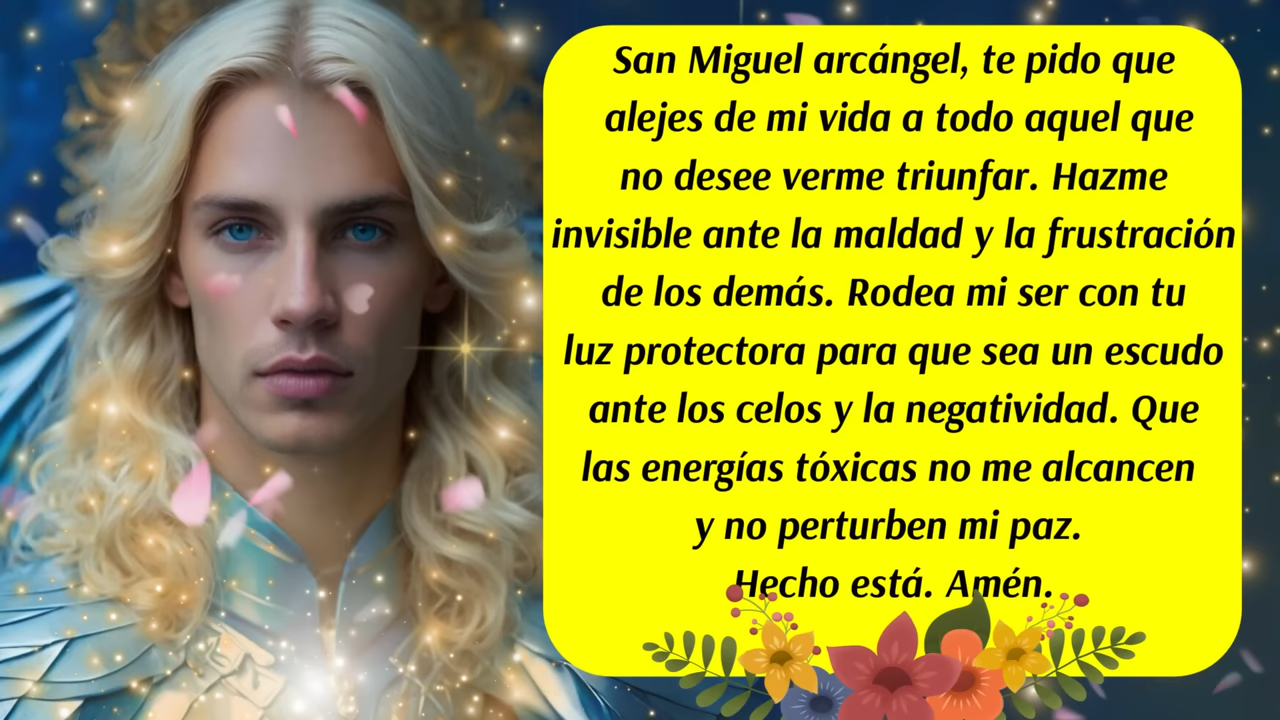 San Miguel arcángel, te pido que
alejes de mi vida a todo aquel que
no desee verme triunfar. Hazme
invisible ante la maldad y la frustración
de los demás. Rodea mi ser con tu
luz protectora para que sea un escudo
ante los celos y la negatividad. Que
las energías tóxicas no me alcancen
y no perturben mi paz.
Hecho está. Amén.